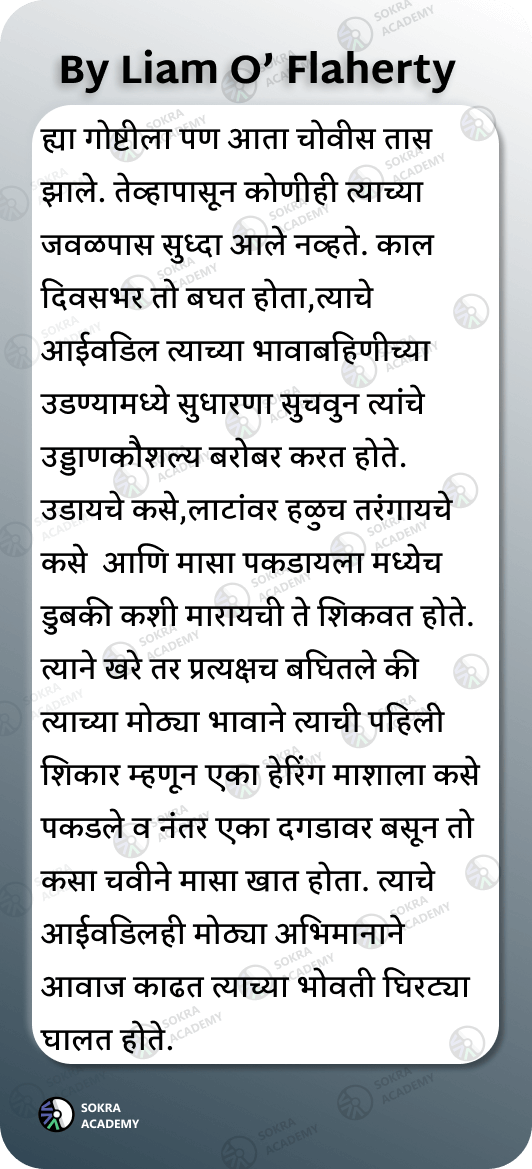 By Liam O’ Flaherty
ह्या गोष्टीला पण आता चोवीस तास
झाले. तेव्हापासून कोणीही त्याच्या
जवळपास सुध्दा आले नव्हते. काल
दिवसभर तो बघत होता,त्याचे
आईवडिल त्याच्या भावाबहिणीच्या
उडण्यामध्ये सुधारणा सुचवुन त्यांचे
उड्डाणकौशल्य बरोबर करत होते.
उडायचे कसे,लाटांवर हळुच तरंगायचे
कसे  आणि मासा पकडायला मध्येच
डुबकी कशी मारायची ते शिकवत होते.
त्याने खरे तर प्रत्यक्षच बघितले की
त्याच्या मोठ्या भावाने त्याची पहिली
शिकार म्हणून एका हेरिंग माशाला कसे
पकडले व नंतर एका दगडावर बसून तो
कसा चवीने मासा खात होता. त्याचे
आईवडिलही मोठ्या अभिमानाने
आवाज काढत त्याच्या भोवती घिरट्या
घालत होते.
SOKRA
ACADEMY